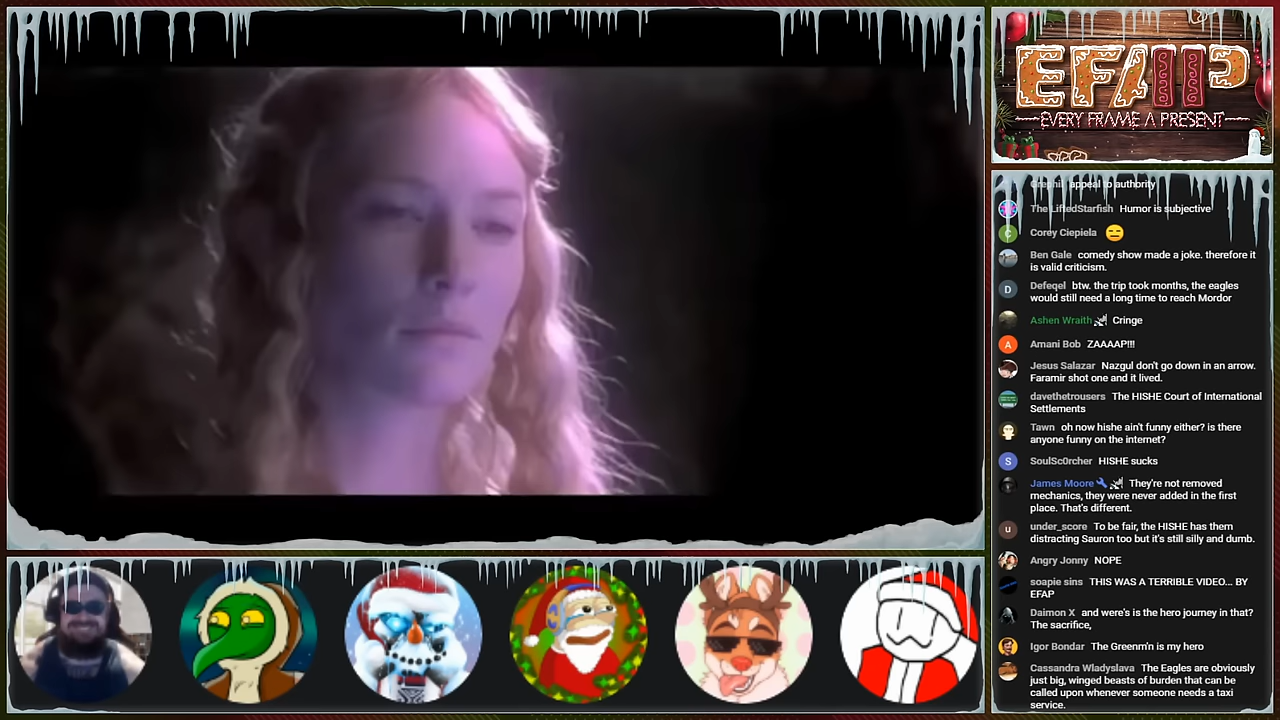 EFAP
EVERY FRAME A PRESENT
appeal to authority
The LiftedStarfish Humor is subjective
C Corey Ciepiela 😑
Ben Gale comedy show made a joke. therefore it
is valid criticism.
D Defeqel btw. the trip took months, the eagles
would still need a long time to reach Mordor
Ashen Wraith Cringe
A Amani Bob ZAAAAP!!!
Jesus Salazar Nazgul don't go down in an arrow.
Faramir shot one and it lived.
davethetrousers The HISHE Court of International
Settlements
Tawn oh now hishe ain't funny either? is there
anyone funny on the internet?
S SoulSc0rcher HISHE sucks
James Moore They're not removed
mechanics, they were never added in the first
place. That's different.
u under_score To be fair, the HISHE has them
distracting Sauron too but it's still silly and dumb.
Angry Jonny NOPE
soapie sins THIS WAS A TERRIBLE VIDEO... BY
EFAP
Daimon X and were's is the hero journey in that?
The sacrifice,
Igor Bondar The Greenm'n is my hero
Cassandra Wladyslava The Eagles are obviously
just big, winged beasts of burden that can be
called upon whenever someone needs a taxi
service.